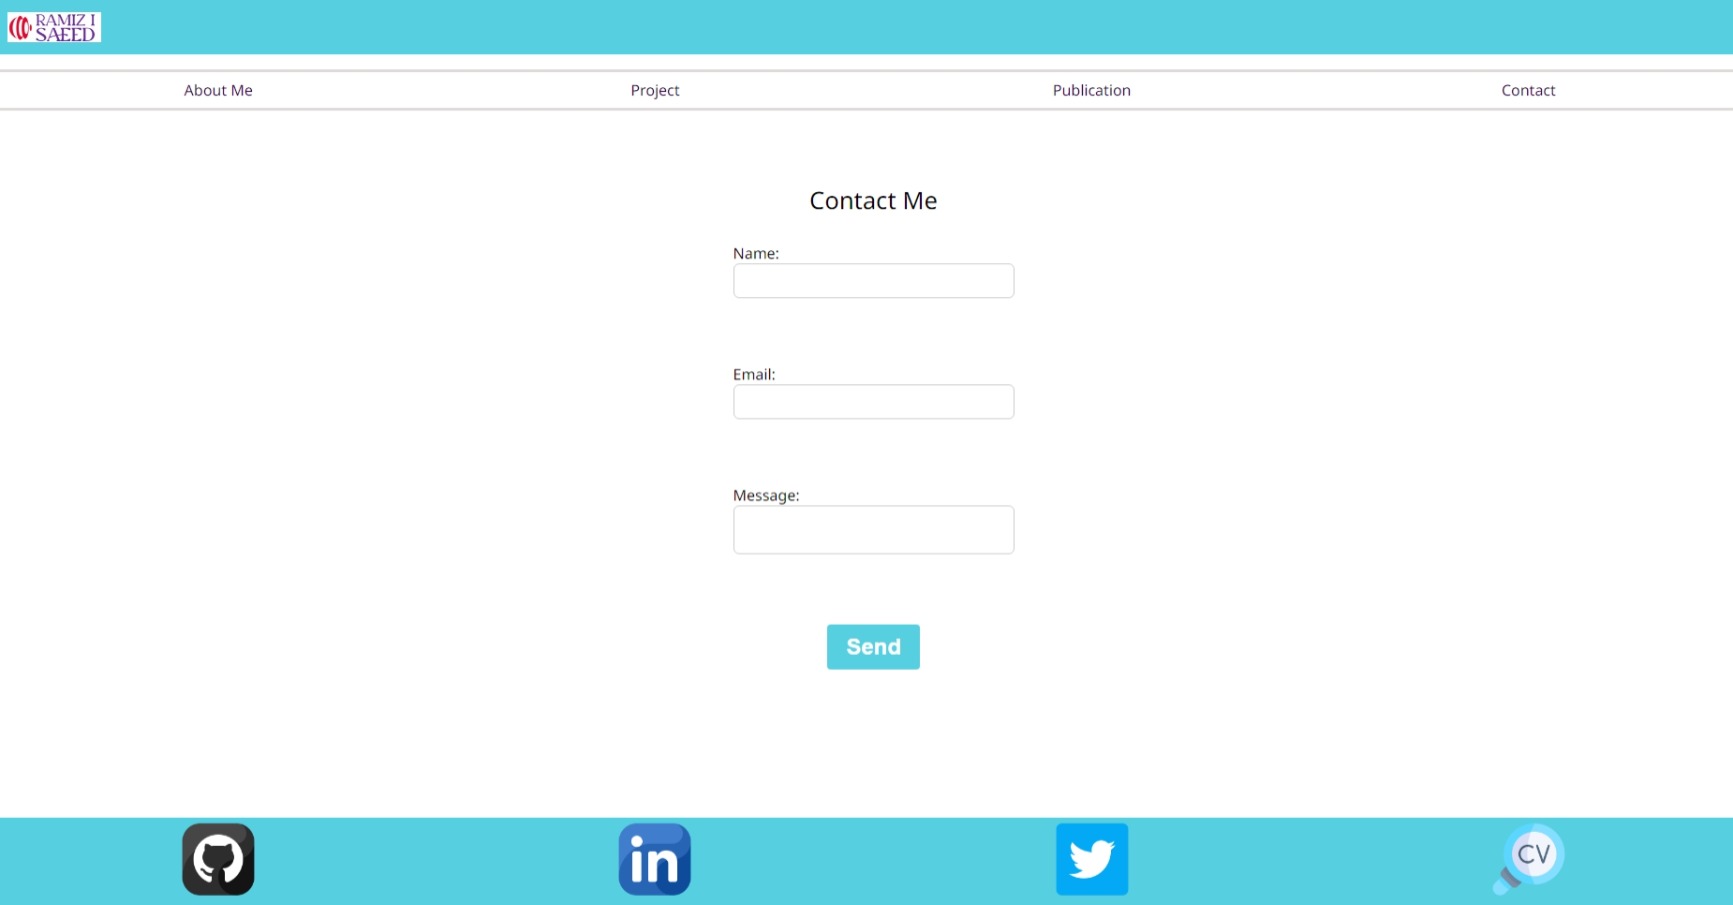 RAMIZ I
SAEED
About Me
Project
Publication
Contact
Contact Me
Name:
Email:
Message:
Send
in
CV